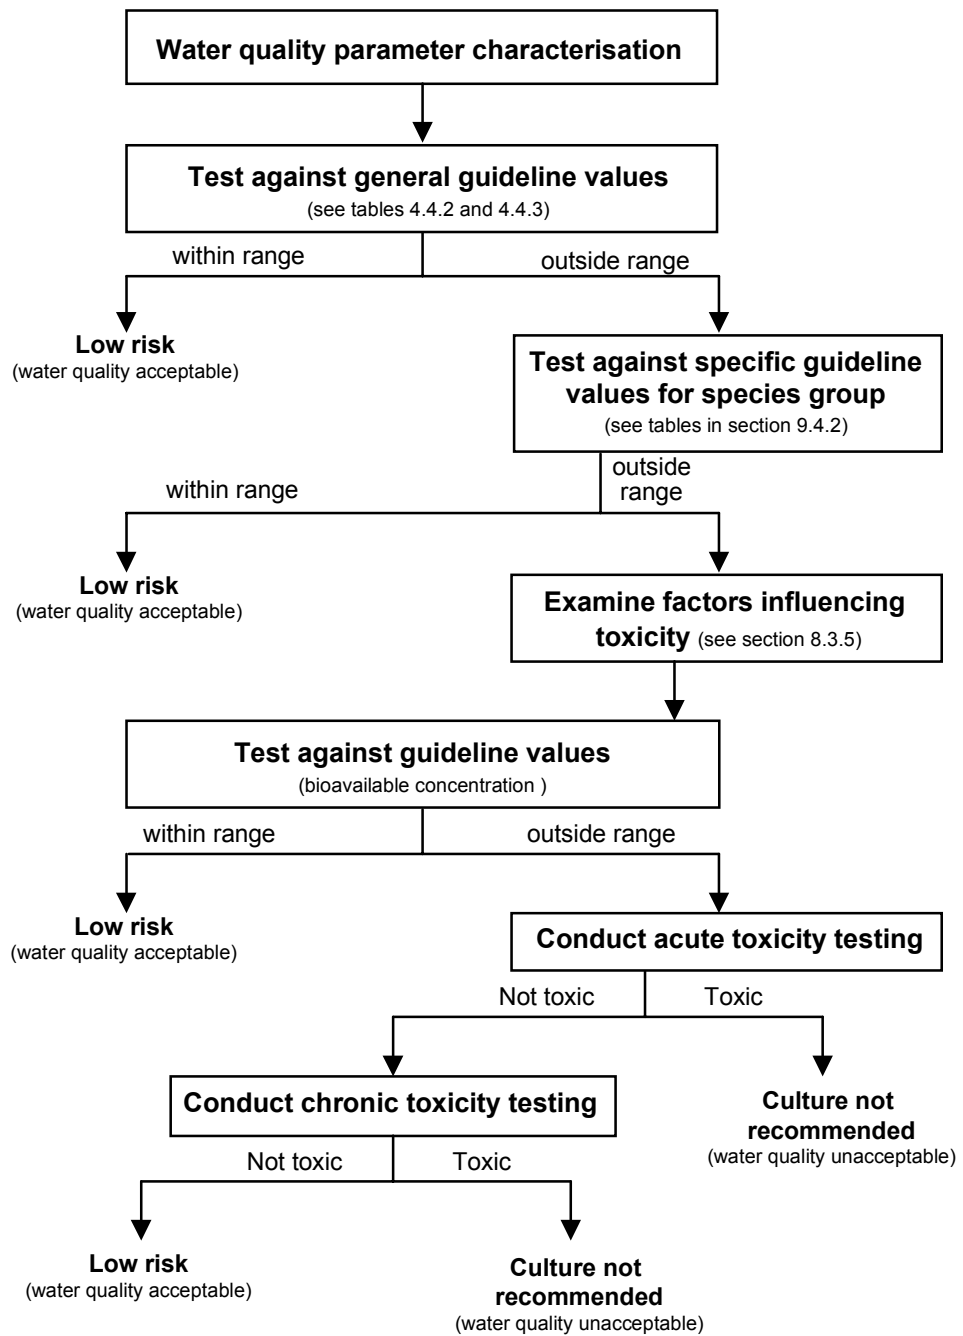 Water quality parameter characterisation
Test against general guideline values
(see tables 4.4.2 and 4.4.3)
within range
outside range
Low risk
(water quality acceptable)
Test against specific guideline
values for species group
(see tables in section 9.4.2)
within range
outside
range
Low risk
(water quality acceptable)
Examine factors influencing
toxicity (see section 8.3.5)
Test against guideline values
(bioavailable concentration )
within range
outside range
Low risk
(water quality acceptable)
Conduct acute toxicity testing
Not toxic
Toxic
Conduct chronic toxicity testing
Culture not
recommended
(water quality unacceptable)
Not toxic
Toxic
Low risk
(water quality acceptable)
Culture not
recommended
(water quality unacceptable)